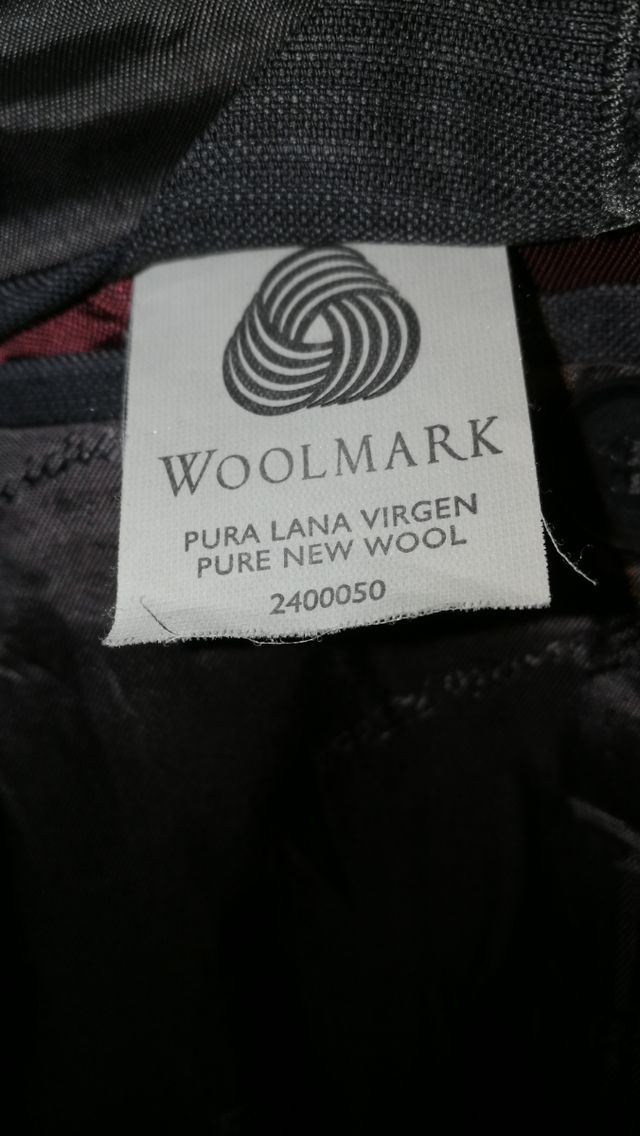 WOOLMARK
PURA LANA VIRGEN
PURE NEW WOOL
2400050